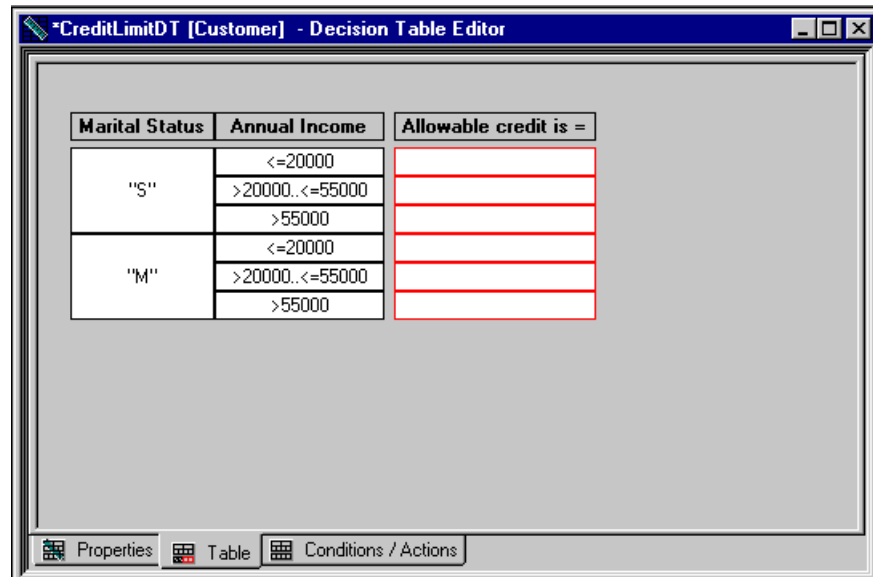 *CreditLimitDT [Customer] - Decision Table Editor
Marital Status Annual Income Allowable credit is =
"S" <=20000
>20000..<=55000
>55000
"M" <=20000
>20000..<=55000
>55000
Properties Table Conditions / Actions